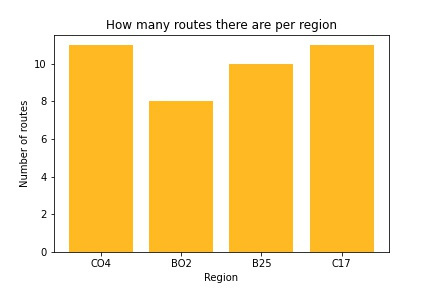 How many routes there are per region
Number of routes
10
8
6
4
2
0
CO4 BO2 B25 C17
Region